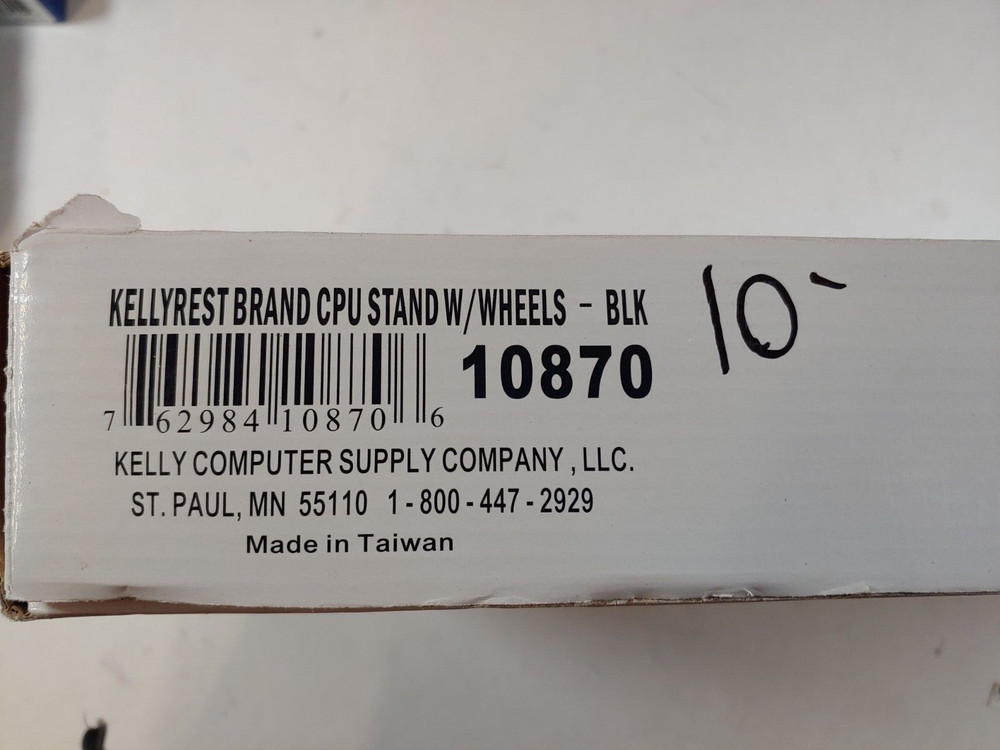 KELLYREST BRAND CPU STAND W/WHEELS - BLK
10-
10870
7 62984 10870 6
KELLY COMPUTER SUPPLY COMPANY , LLC.
ST. PAUL, MN 55110 1-800-447-2929
Made in Taiwan